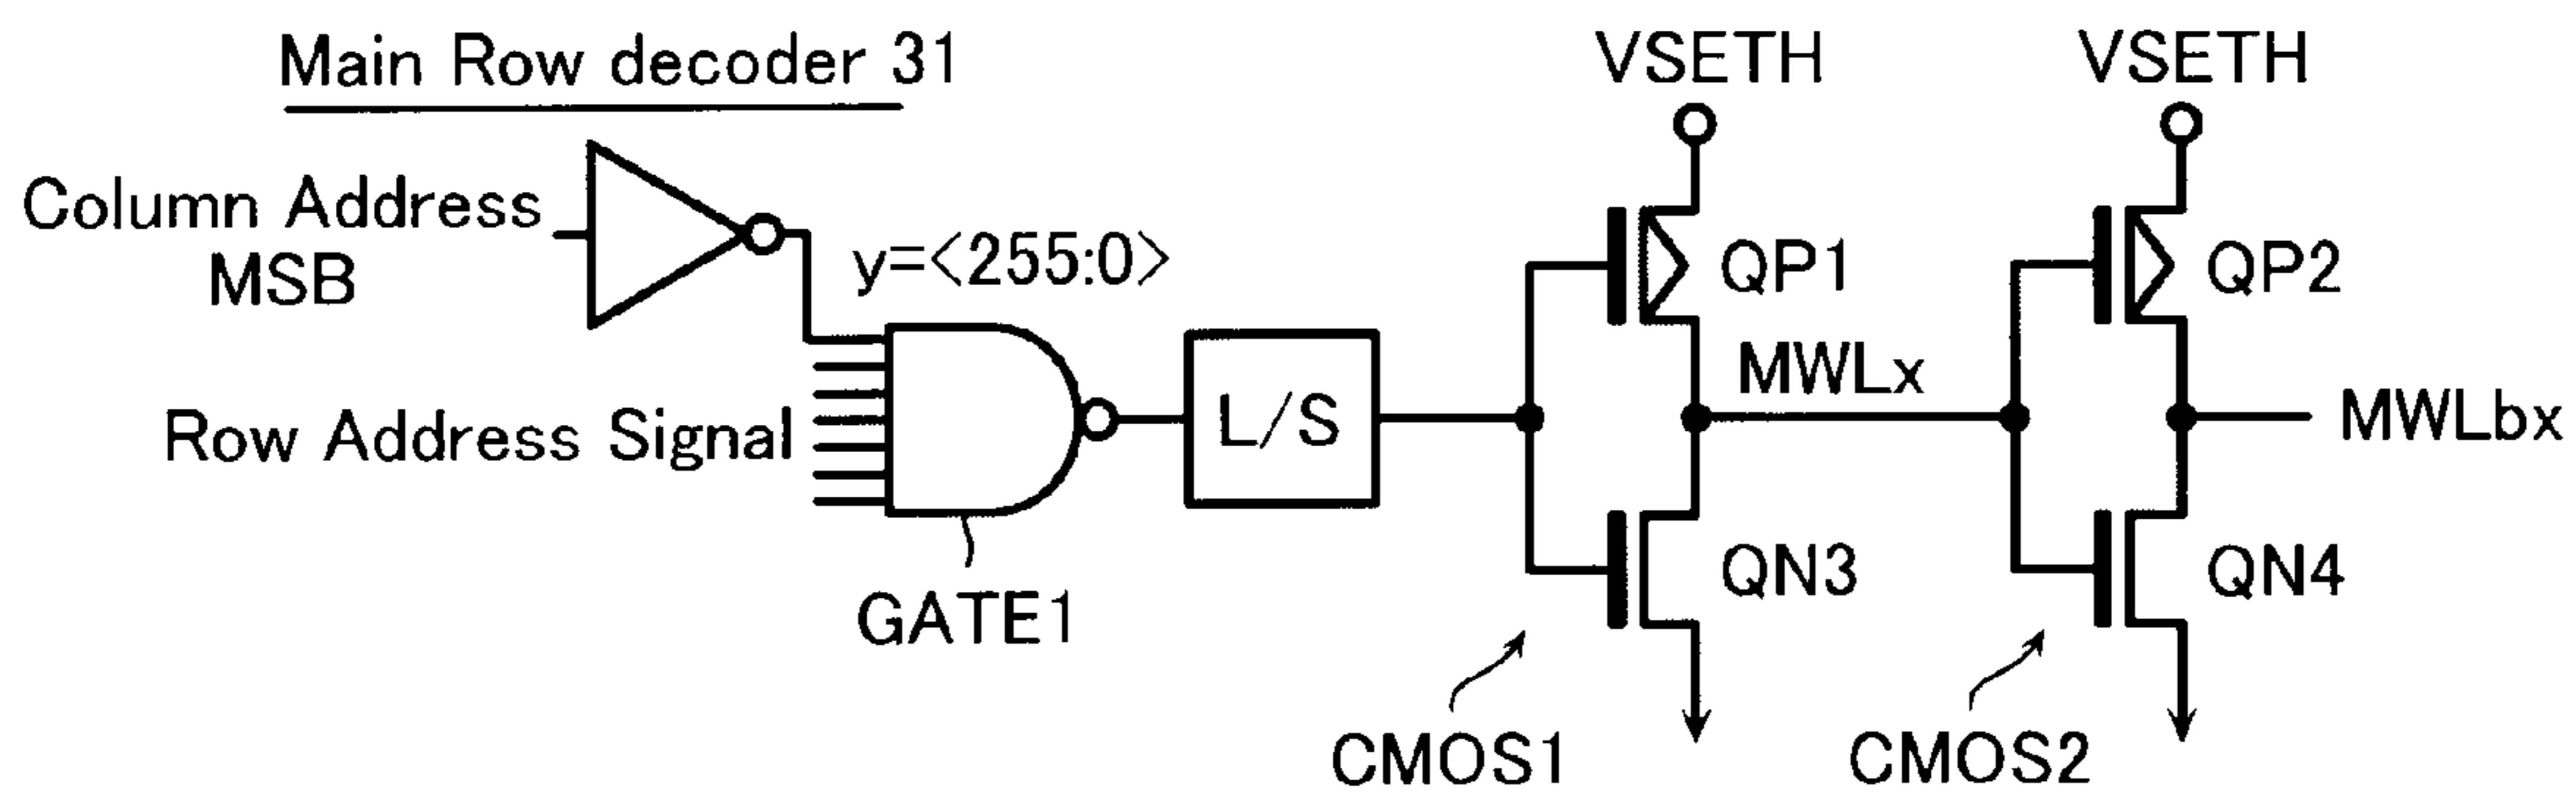 Main Row decoder 31
VSETH
VSETH
Column Address
MSB
y=<255:0>
QP1
QP2
MWLx
Row Address Signal
L/S
MWLbx
QN3
QN4
GATE1
CMOS1
CMOS2